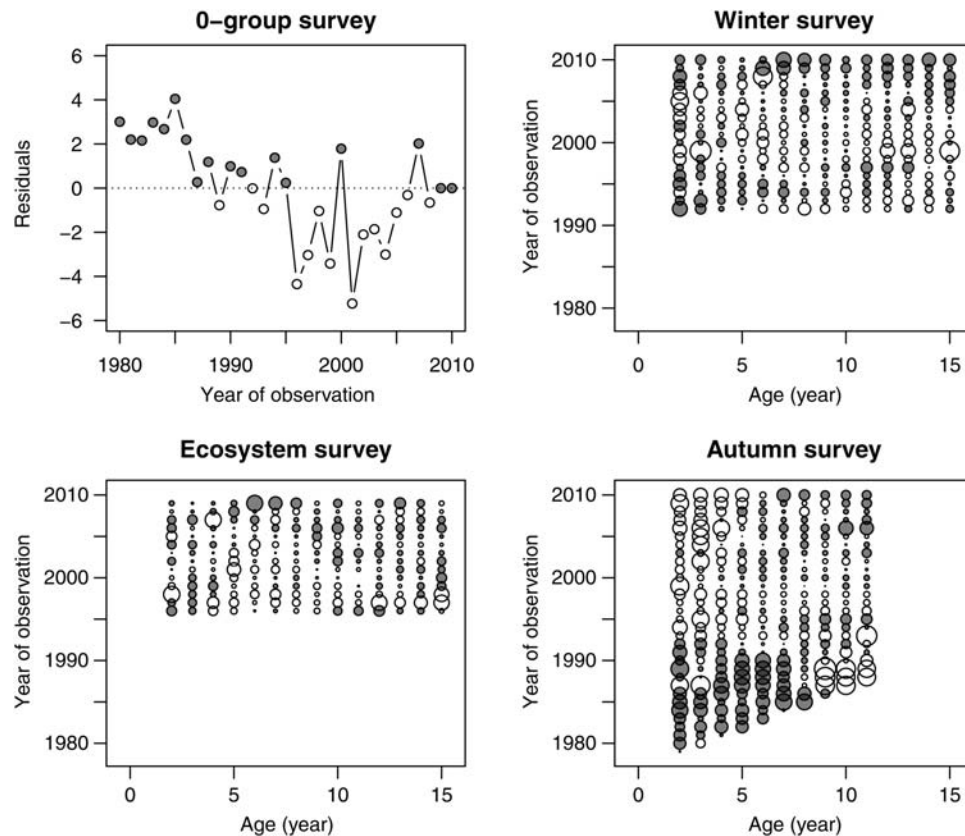 0−group survey
6
4
2
0
−2
−4
−6
Residuals
1980 1990 2000 2010
Year of observation
Winter survey
2010
2000
1990
1980
Year of observation
0 5 10 15
Age (year)
Ecosystem survey
2010
2000
1990
1980
Year of observation
0 5 10 15
Age (year)
Autumn survey
2010
2000
1990
1980
Year of observation
0 5 10 15
Age (year)